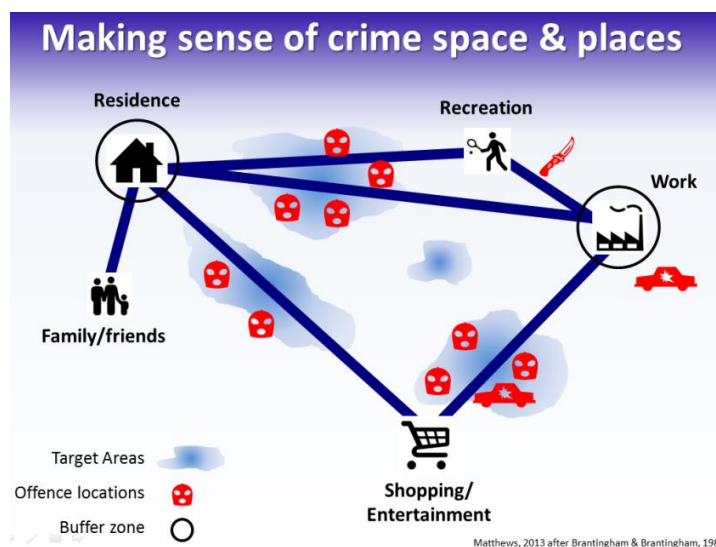 Making sense of crime space & places
Residence
Recreation
Work
Family/friends
Target Areas
Offence locations
Buffer zone
Shopping/
Entertainment
Matthews, 2013 after Brantingham & Brantingham,